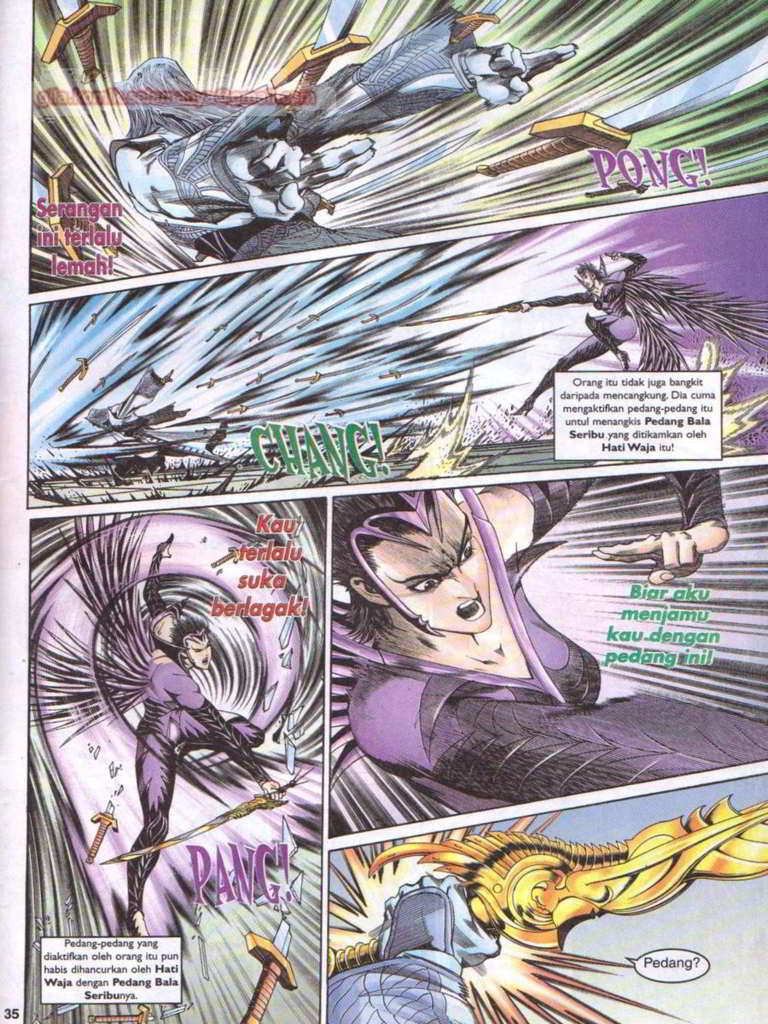 PONG!
Serangan
ini terlalu
lemah!
Orang itu tidak juga bangkit
daripada mencangkung. Dia cuma
mengaktifkan pedang-pedang itu
untul menangkis Pedang Bala
Seribu yang ditikamkan oleh
Hati Waja itu!
CHANG!
Kau
terlalu
suka
berlagak!
Biar aku
menjamu
kau dengan
pedang ini!
PANG!
Pedang-pedang yang
diaktifkan oleh orang itu pun
habis dihancurkan oleh Hati
Waja dengan Pedang Bala
Seribunya.
Pedang?
35